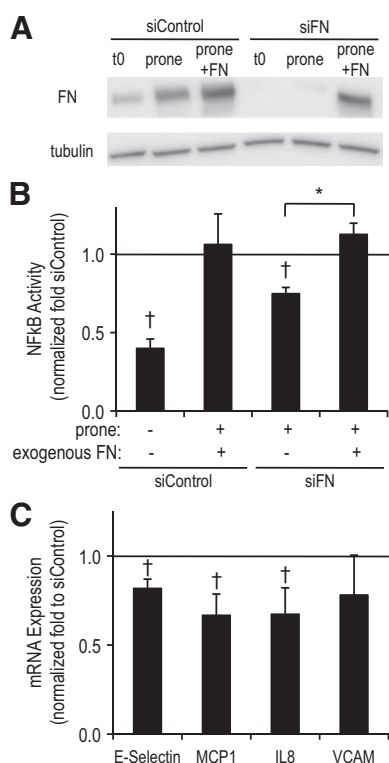 A
siControl siFN
t0 prone prone +FN t0 prone prone +FN
FN
tubulin
B
NFkB Activity
(normalized fold siControl)
*
†
†
1.0
0.5
0.0
prone: - + + +
exogenous FN: - + - +
siControl siFN
C
mRNA Expression
(normalized fold to siControl)
† † †
1.0
0.5
0.0
E-Selectin MCP1 IL8 VCAM